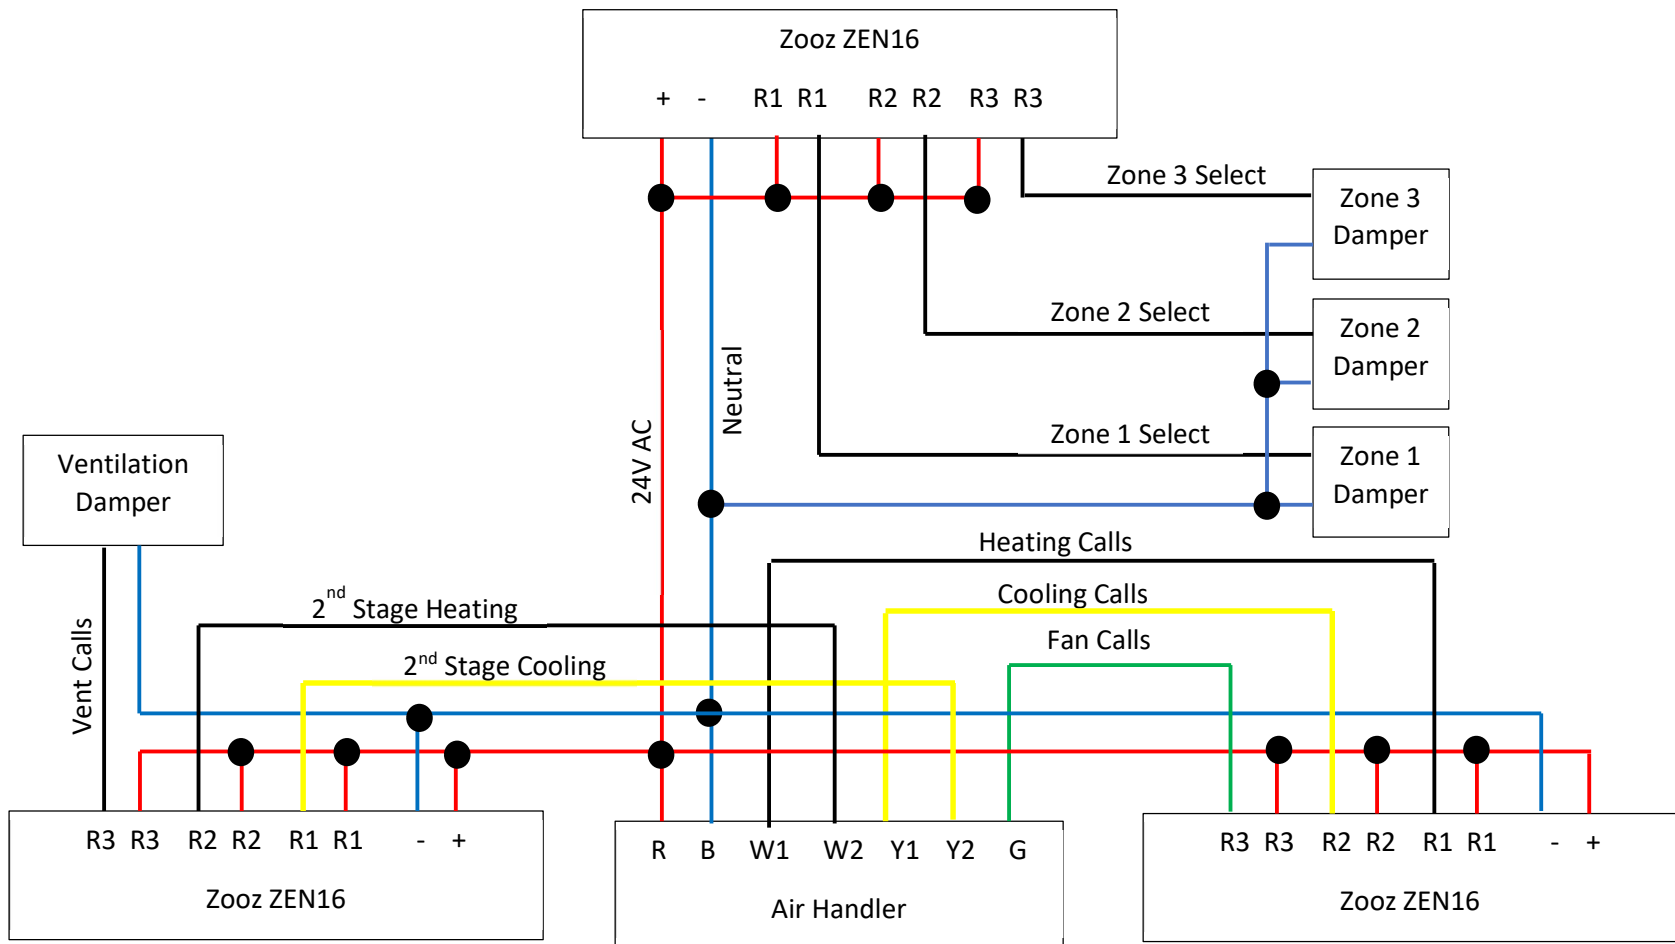 Zooz ZEN16
+ - R1 R1 R2 R2 R3 R3
Zone 3 Select
Zone 3
Damper
Zone 2 Select
Zone 2
Damper
Neutral
24V AC
Zone 1 Select
Zone 1
Damper
Ventilation
Damper
Heating Calls
Cooling Calls
Fan Calls
2nd Stage Heating
2nd Stage Cooling
Vent Calls
R3 R3 R2 R2 R1 R1 - +
Zooz ZEN16
R B W1 W2 Y1 Y2 G
Air Handler
R3 R3 R2 R2 R1 R1 - +
Zooz ZEN16